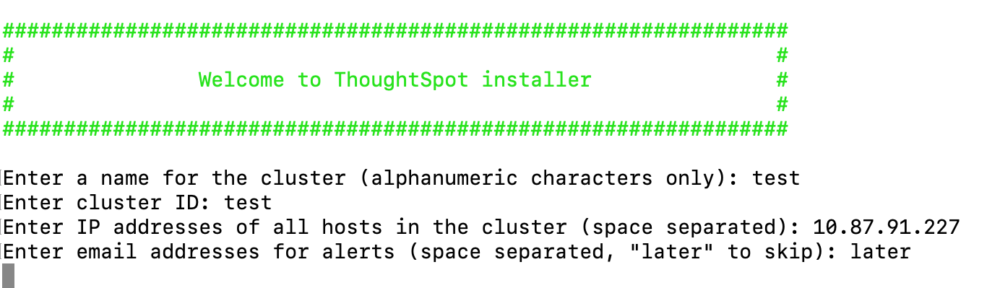 ################################################################
#                                                              #
#               Welcome to ThoughtSpot installer               #
#                                                              #
################################################################
Enter a name for the cluster (alphanumeric characters only): test
Enter cluster ID: test
Enter IP addresses of all hosts in the cluster (space separated): 10.87.91.227
Enter email addresses for alerts (space separated, "later" to skip): later